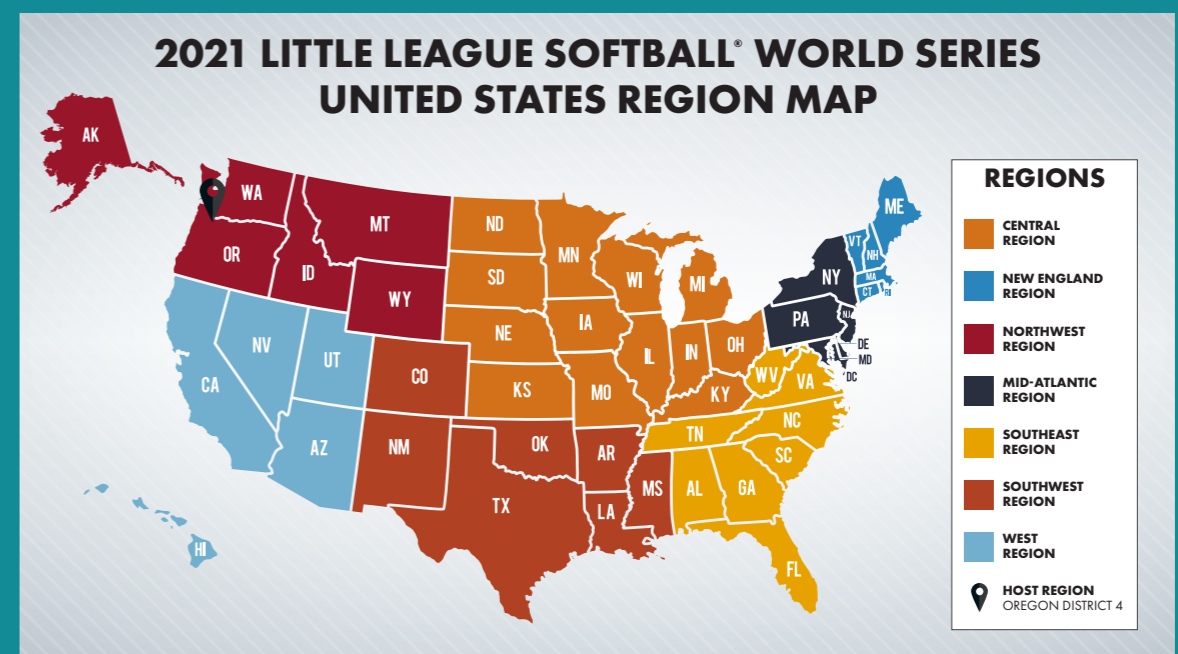 2021 LITTLE LEAGUE SOFTBALL® WORLD SERIES
UNITED STATES REGION MAP
AK
WA
OR
ID
MT
WY
CA
NV
UT
AZ
HI
CO
NM
TX
OK
AR
LA
MS
ND
SD
NE
KS
MN
IA
MO
WI
IL
MI
IN
OH
KY
TN
WV
VA
NC
SC
AL
GA
FL
NY
PA
NJ
DE
MD
DC
ME
VT
NH
MA
CT
RI
REGIONS
CENTRAL
REGION
NEW ENGLAND
REGION
NORTHWEST
REGION
MID-ATLANTIC
REGION
SOUTHEAST
REGION
SOUTHWEST
REGION
WEST
REGION
HOST REGION
OREGON DISTRICT 4